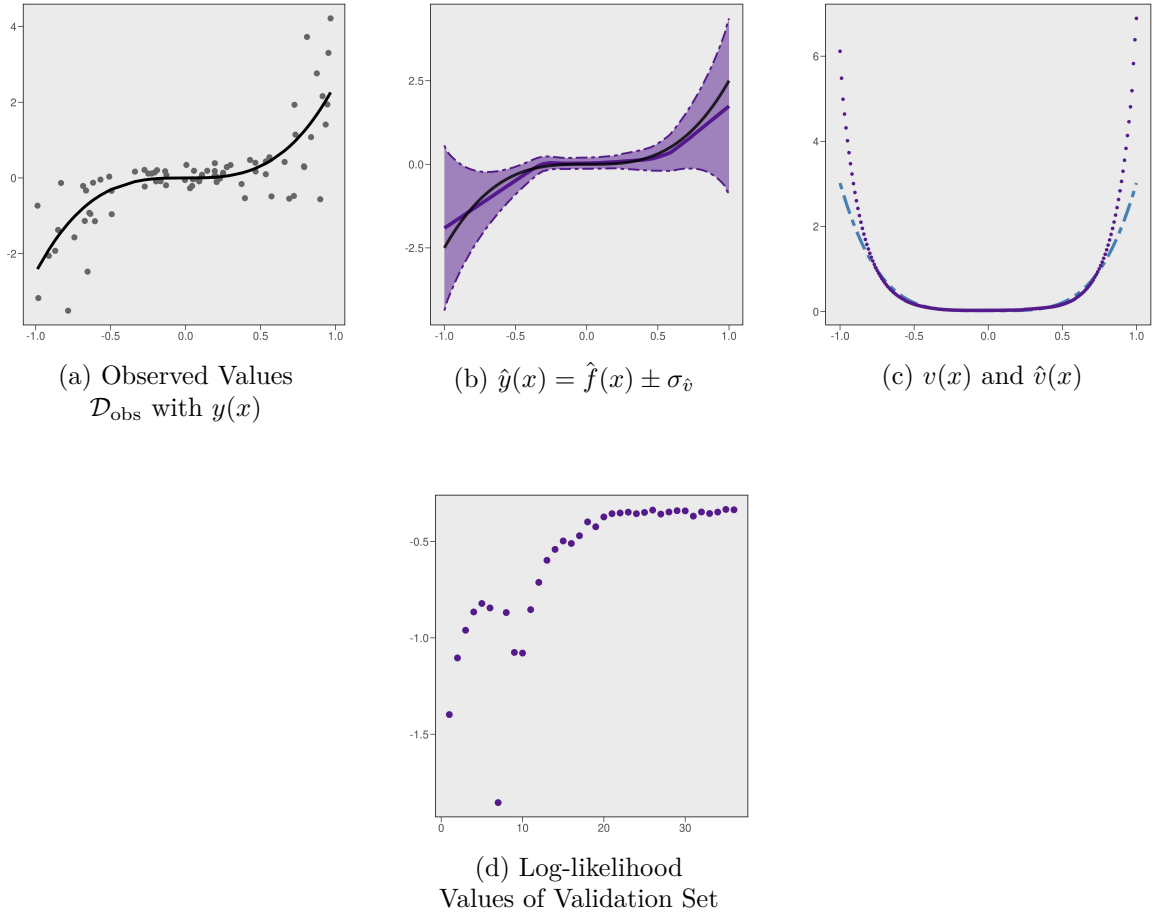 4
2
0
-2
-1.0 -0.5 0.0 0.5 1.0
(a) Observed Values
𝒟obs with y(x)
2.5
0.0
-2.5
-1.0 -0.5 0.0 0.5 1.0
(b) ŷ(x) = f̂(x) ± σv̂
6
4
2
0
-1.0 -0.5 0.0 0.5 1.0
(c) v(x) and v̂(x)
-0.5
-1.0
-1.5
0 10 20 30
(d) Log-likelihood
Values of Validation Set